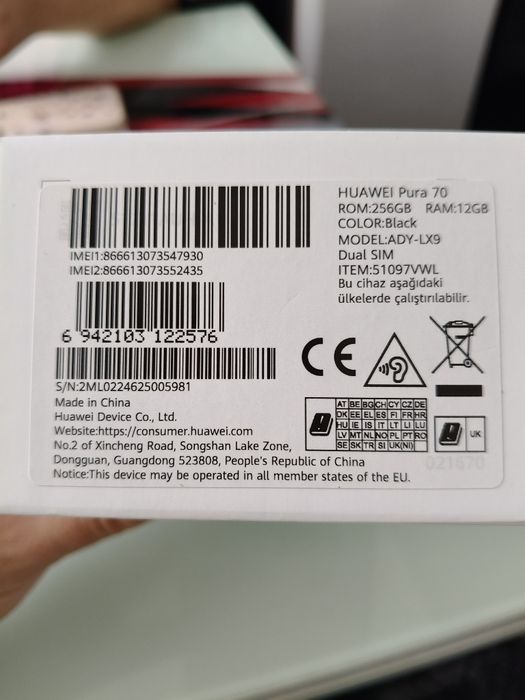 HUAWEI Pura 70
ROM:256GB RAM:12GB
COLOR:Black
MODEL:ADY-LX9
Dual SIM
ITEM:51097VWL
Bu cihaz aşağıdaki
ülkelerde çalıştırılabilir.
IMEI1:866613073547930
IMEI2:866613073552435
6 942103 122576
S/N:2ML0224625005981
CE
Made in China
Huawei Device Co., Ltd.
Website:https://consumer.huawei.com
No.2 of Xincheng Road, Songshan Lake Zone,
Dongguan, Guangdong 523808, People's Republic of China
Notice:This device may be operated in all member states of the EU.
AT BE BG CH CY CZ DE
DK EE EL ES FI FR HR
HU IE IS IT LT LI LU
LV MT NL NO PL PT RO
SE SK TR SI UK(NI)
UK
021670